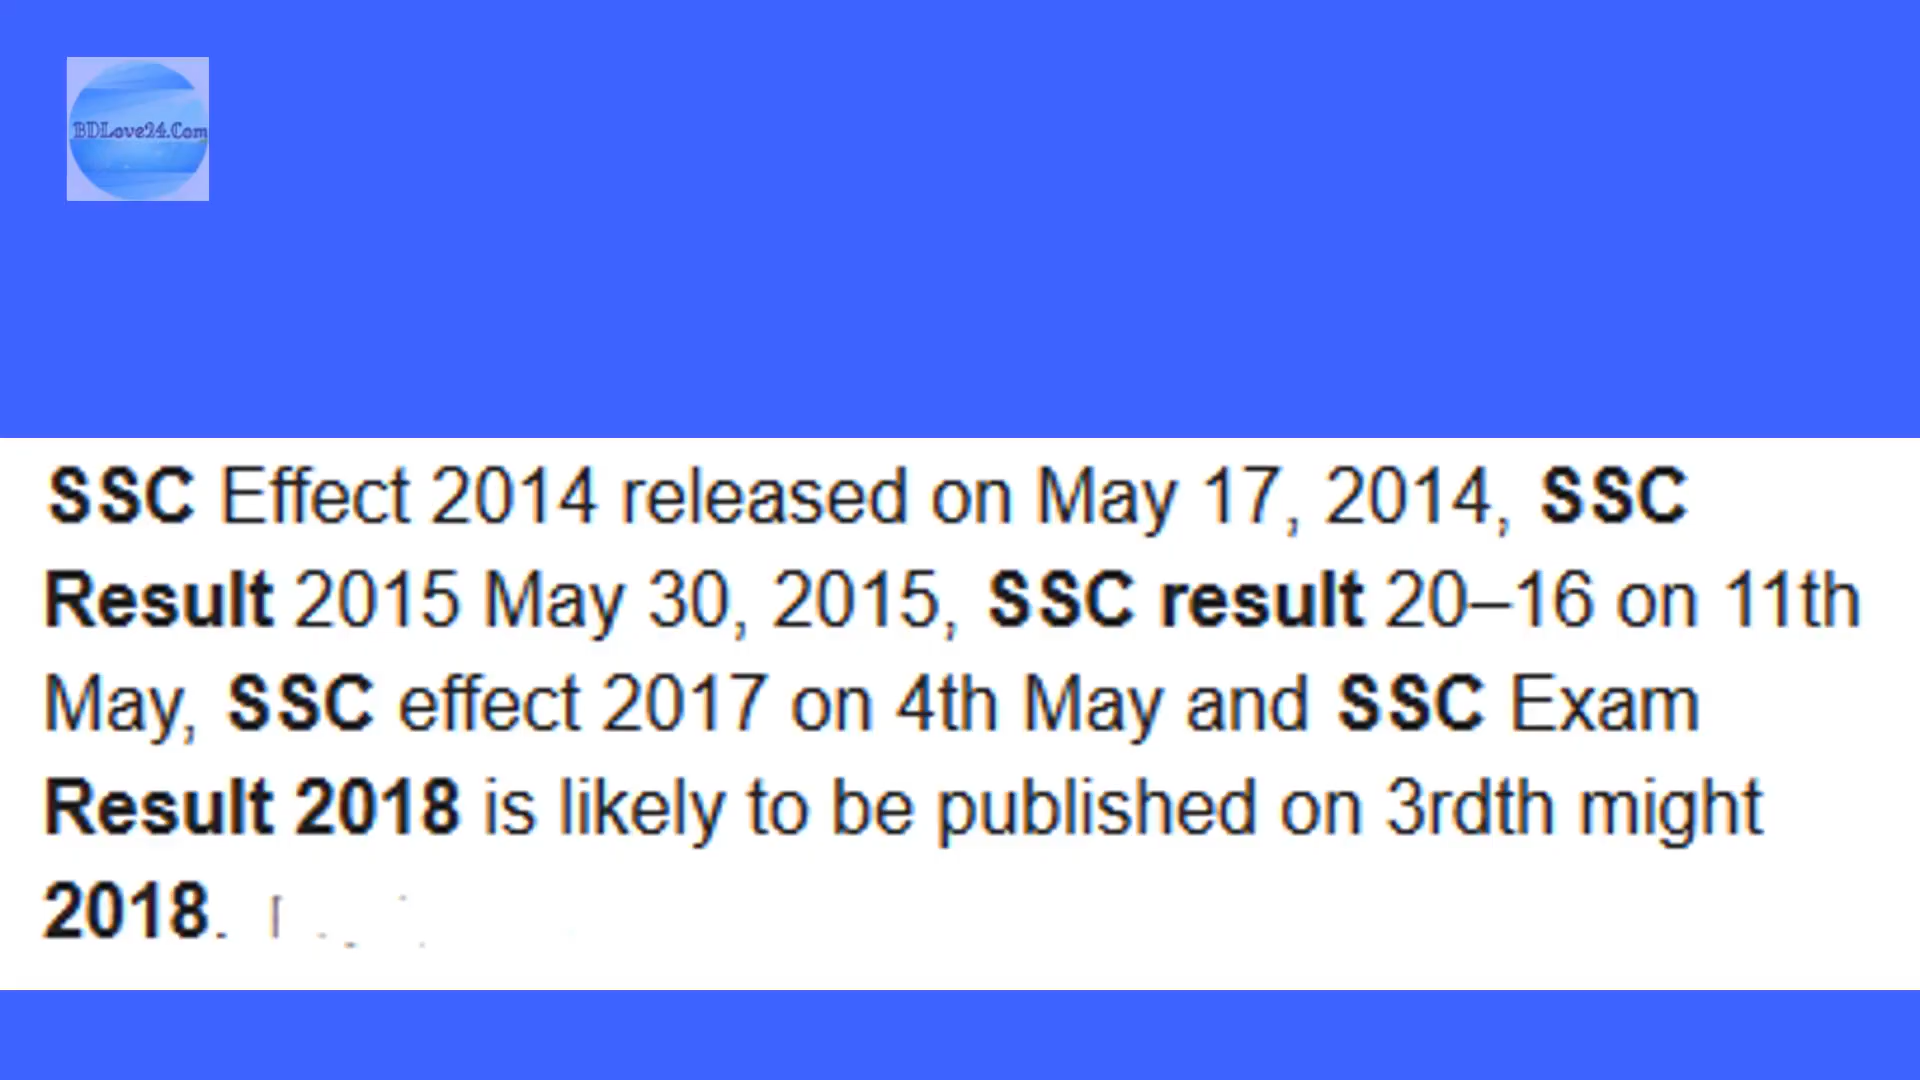 BDLove24.Com
SSC Effect 2014 released on May 17, 2014, SSC
Result 2015 May 30, 2015, SSC result 20–16 on 11th
May, SSC effect 2017 on 4th May and SSC Exam
Result 2018 is likely to be published on 3rdth might
2018.